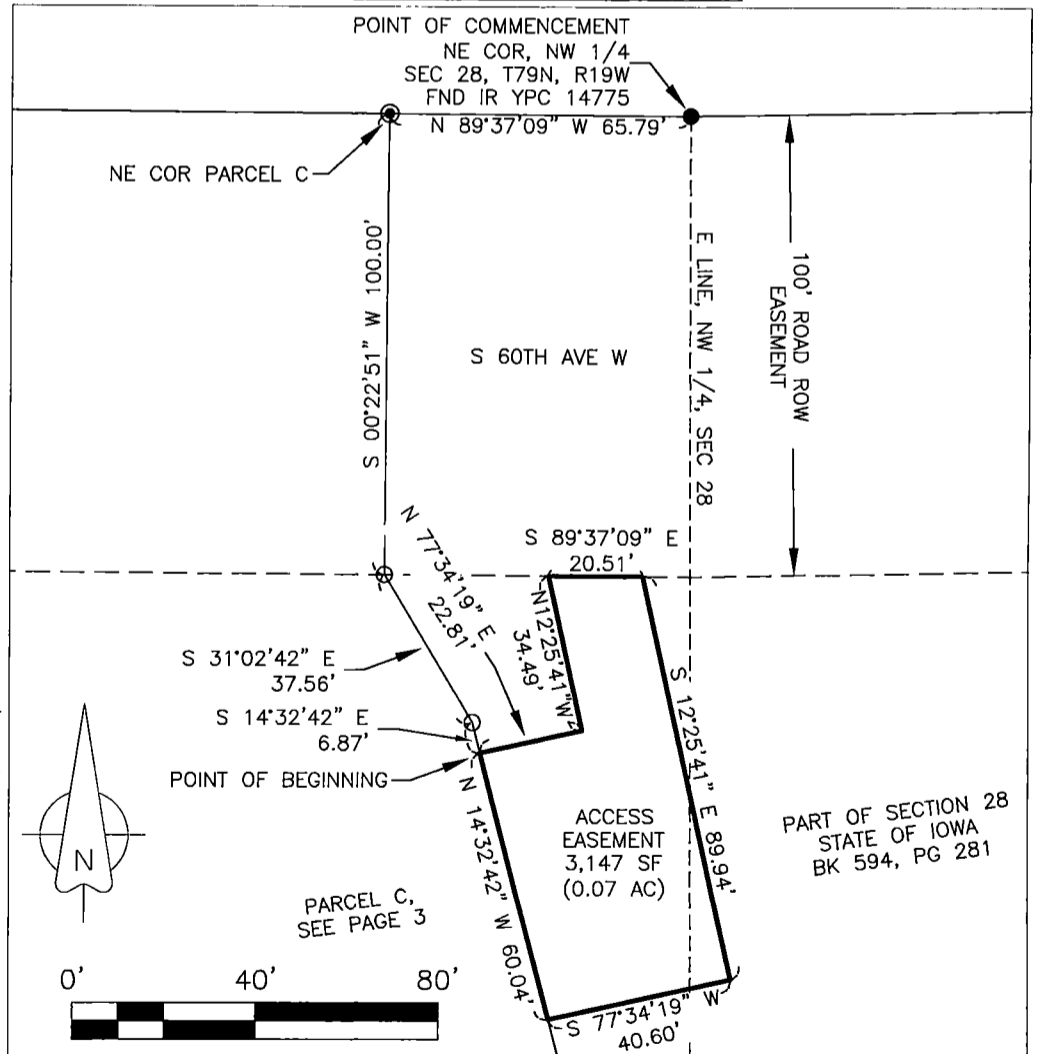 POINT OF COMMENCEMENT
NE COR, NW 1/4
SEC 28, T79N, R19W
FND IR YPC 14775
N 89°37'09" W 65.79'
NE COR PARCEL C
S 00°22'51" W 100.00'
E LINE, NW 1/4, SEC 28
100' ROAD ROW
EASEMENT
S 60TH AVE W
S 89°37'09" E
20.51'
N 77°34'19" E
22.81'
N12°25'41"W
34.49'
S 31°02'42" E
37.56'
S 14°32'42" E
6.87'
POINT OF BEGINNING
S 12°25'41" E 89.94'
N 14°32'42" W 60.04'
ACCESS
EASEMENT
3,147 SF
(0.07 AC)
PART OF SECTION 28
STATE OF IOWA
BK 594, PG 281
N
PARCEL C,
SEE PAGE 3
0' 40' 80'
S 77°34'19" W
40.60'